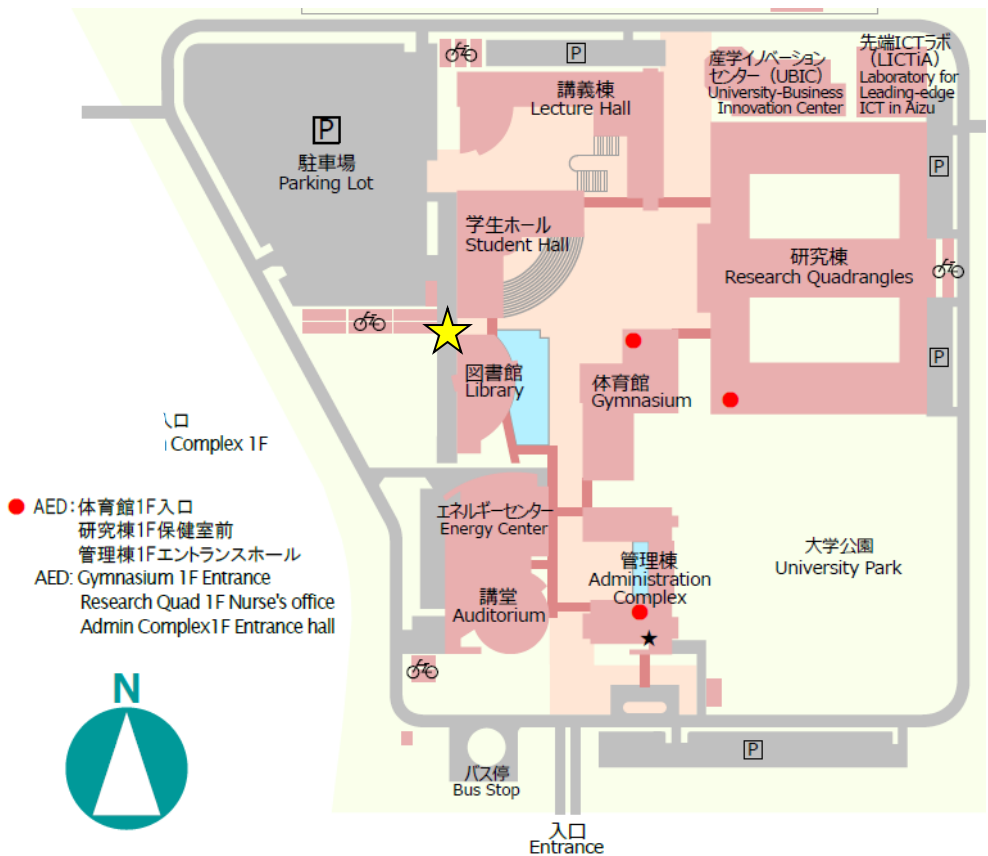 P
産学イノベーション
センター（UBIC）
University-Business
Innovation Center
先端ICTラボ
（LICTiA）
Laboratory for
Leading-edge
ICT in Aizu
講義棟
Lecture Hall
P
駐車場
Parking Lot
P
学生ホール
Student Hall
研究棟
Research Quadrangles
P
図書館
Library
体育館
Gymnasium
入口
Complex 1F
エネルギーセンター
Energy Center
AED:体育館1F入口
研究棟1F保健室前
管理棟1Fエントランスホール
AED: Gymnasium 1F Entrance
Research Quad 1F Nurse's office
Admin Complex1F Entrance hall
講堂
Auditorium
管理棟
Administration
Complex
★
大学公園
University Park
N
バス停
Bus Stop
P
入口
Entrance